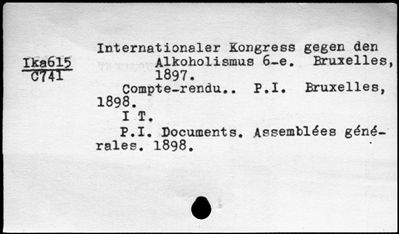 Internationaler Kongress gegen den
Ika615 Alkoholismus 6-e. Bruxelles,
C741 1897.
Compte-rendu.. P.I. Bruxelles,
1898.
I T.
P.I. Documents. Assemblées géné-
rales. 1898.